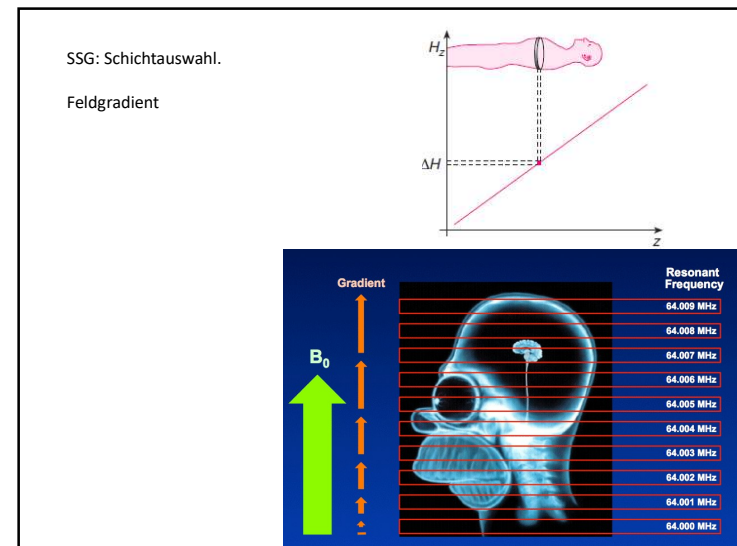 SSG: Schichtauswahl.
Feldgradient
Hz
ΔH
z
Gradient
B0
Resonant
Frequency
64.009 MHz
64.008 MHz
64.007 MHz
64.006 MHz
64.005 MHz
64.004 MHz
64.003 MHz
64.002 MHz
64.001 MHz
64.000 MHz